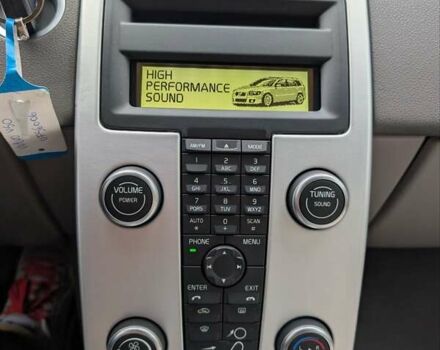 HIGH
PERFORMANCE
SOUND
AM/FM MODE
1 2 ABC 3 DEF
4 GHI 5 JKL 6 MNO
7 PQRS 8 TUV 9 WXYZ
AUTO * 0 + SCAN #
VOLUME
POWER
TUNING
SOUND
PHONE MENU
ENTER EXIT